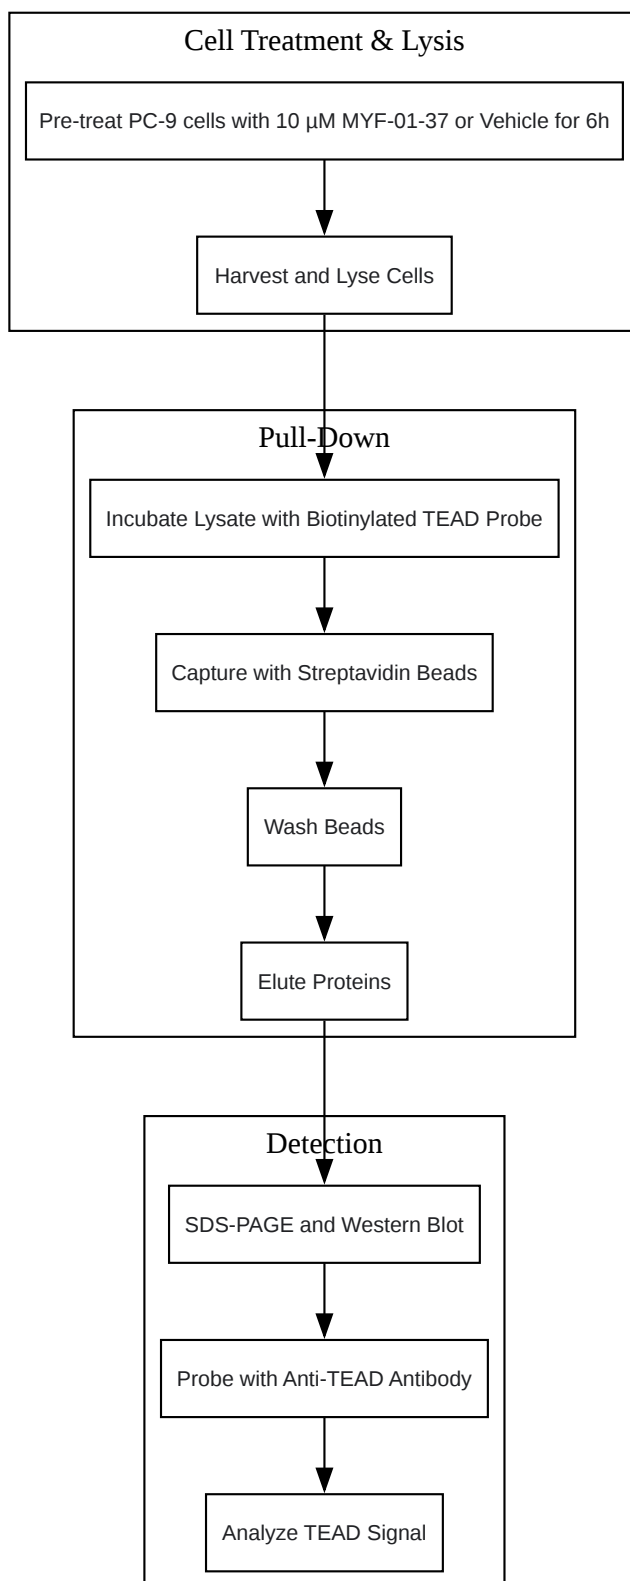 Cell Treatment & Lysis
Pre-treat PC-9 cells with 10 µM MYF-01-37 or Vehicle for 6h
Harvest and Lyse Cells
Pull-Down
Incubate Lysate with Biotinylated TEAD Probe
Capture with Streptavidin Beads
Wash Beads
Elute Proteins
Detection
SDS-PAGE and Western Blot
Probe with Anti-TEAD Antibody
Analyze TEAD Signal